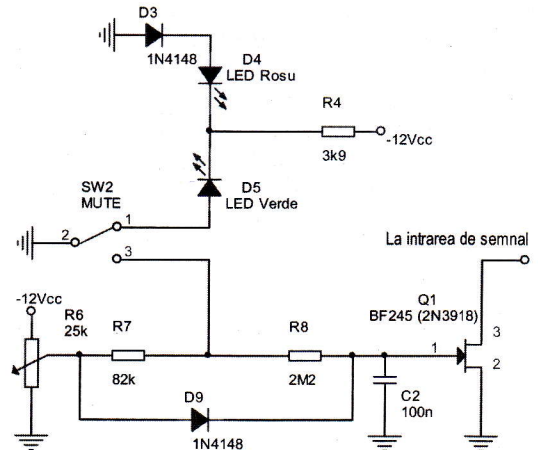 D3
1N4148
D4
LED Rosu
R4
3k9
-12Vcc
D5
LED Verde
SW2
MUTE
1
2
3
La intrarea de semnal
-12Vcc
R6
25k
R7
82k
R8
2M2
Q1
BF245 (2N3918)
1
3
2
C2
100n
D9
1N4148